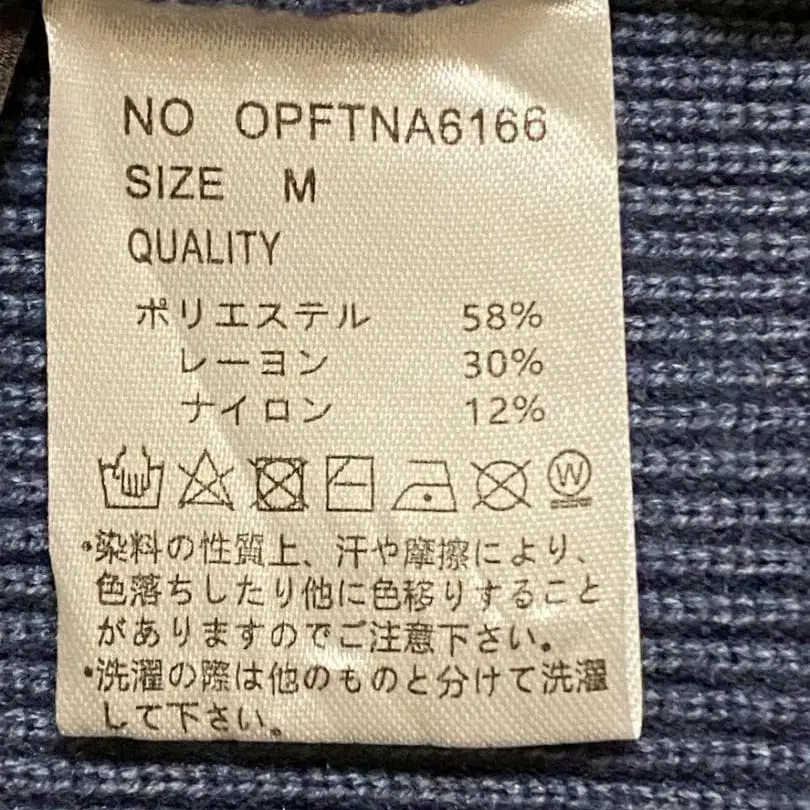 NO OPFTNA6166
SIZE M
QUALITY
ポリエステル 58%
レーヨン 30%
ナイロン 12%
W
・染料の性質上、汗や摩擦により、
色落ちしたり他に色移りすること
がありますのでご注意下さい。
・洗濯の際は他のものと分けて洗濯
して下さい。